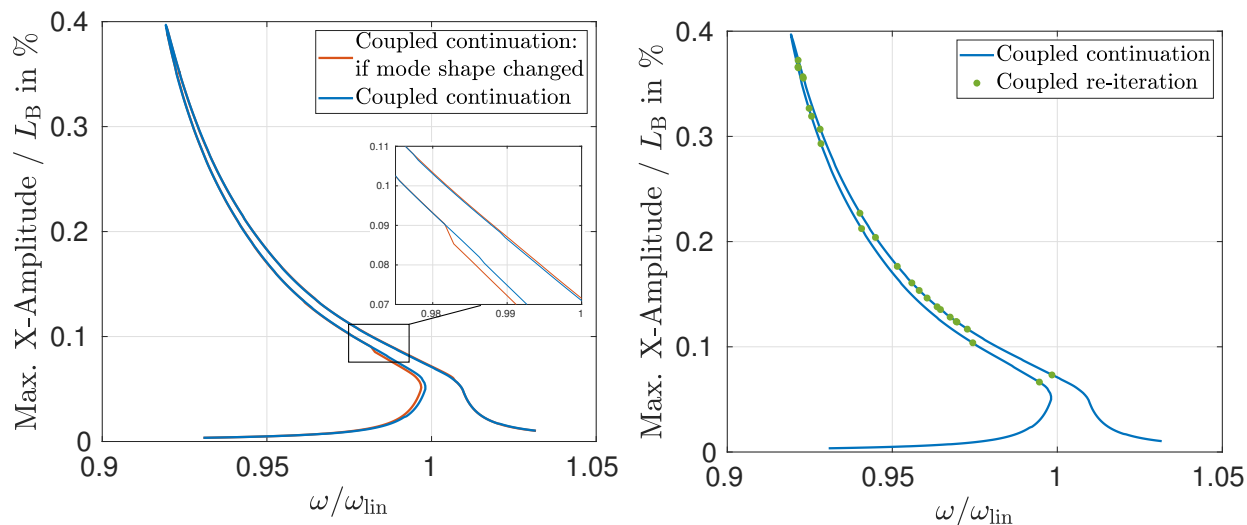 0.4
0.3
0.2
0.1
0
0.9
0.95
1
1.05
Max. X-Amplitude / L_B in %
ω/ω_lin
Coupled continuation:
if mode shape changed
Coupled continuation
0.11
0.1
0.09
0.08
0.07
0.98
0.99
1
0.4
0.3
0.2
0.1
0
0.9
0.95
1
1.05
Max. X-Amplitude / L_B in %
ω/ω_lin
Coupled continuation
Coupled re-iteration